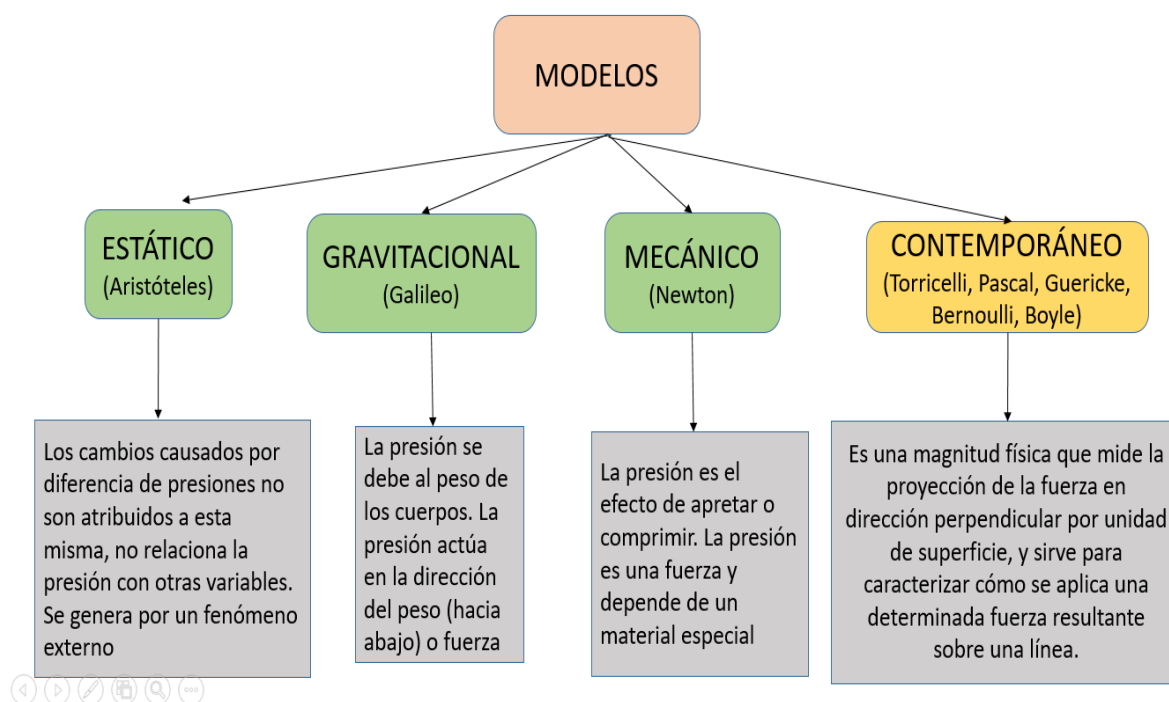 MODELOS
ESTÁTICO
(Aristóteles)
GRAVITACIONAL
(Galileo)
MECÁNICO
(Newton)
CONTEMPORÁNEO
(Torricelli, Pascal, Guericke,
Bernoulli, Boyle)
Los cambios causados por
diferencia de presiones no
son atribuidos a esta
misma, no relaciona la
presión con otras variables.
Se genera por un fenómeno
externo
La presión se
debe al peso de
los cuerpos. La
presión actúa
en la dirección
del peso (hacia
abajo) o fuerza
La presión es el
efecto de apretar o
comprimir. La presión
es una fuerza y
depende de un
material especial
Es una magnitud física que mide la
proyección de la fuerza en
dirección perpendicular por unidad
de superficie, y sirve para
caracterizar cómo se aplica una
determinada fuerza resultante
sobre una línea.